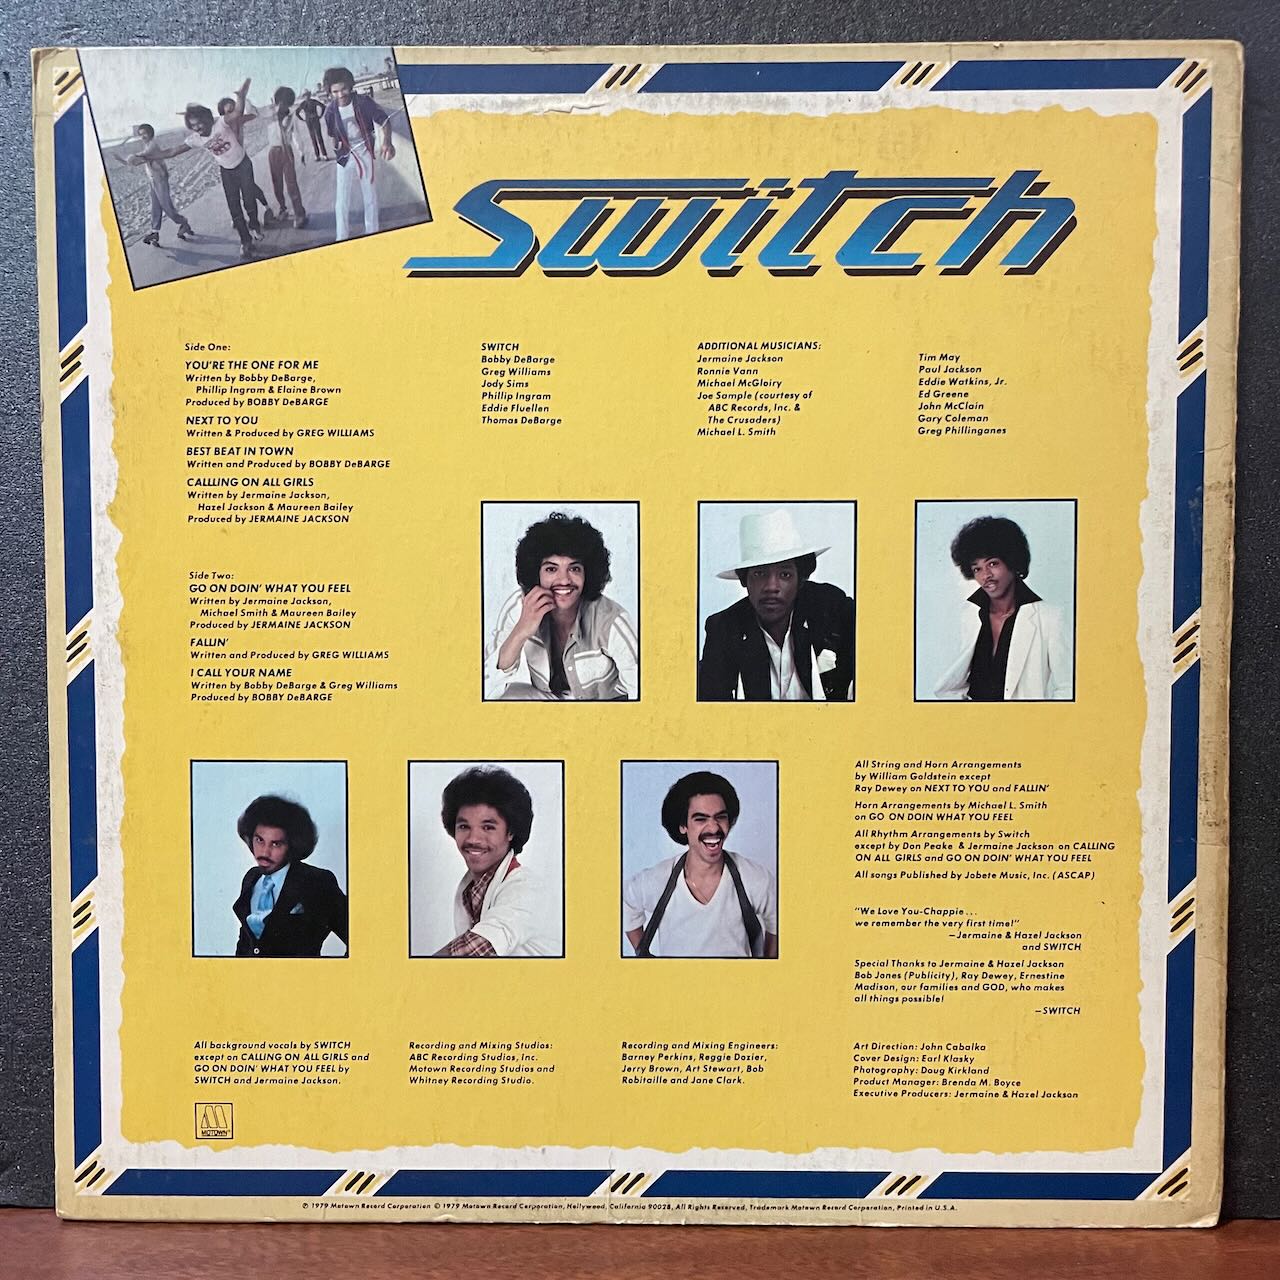 Switch
Side One:
YOU'RE THE ONE FOR ME
Written by Bobby DeBarge,
Phillip Ingram & Elaine Brown
Produced by BOBBY DeBARGE
NEXT TO YOU
Written & Produced by GREG WILLIAMS
BEST BEAT IN TOWN
Written and Produced by BOBBY DeBARGE
CALLLING ON ALL GIRLS
Written by Jermaine Jackson,
Hazel Jackson & Maureen Bailey
Produced by JERMAINE JACKSON
Side Two:
GO ON DOIN' WHAT YOU FEEL
Written by Jermaine Jackson,
Michael Smith & Maureen Bailey
Produced by JERMAINE JACKSON
FALLIN'
Written and Produced by GREG WILLIAMS
I CALL YOUR NAME
Written by Bobby DeBarge & Greg Williams
Produced by BOBBY DeBARGE
SWITCH
Bobby DeBarge
Greg Williams
Jody Sims
Phillip Ingram
Eddie Fluellen
Thomas DeBarge
ADDITIONAL MUSICIANS:
Jermaine Jackson
Ronnie Vann
Michael McGloiry
Joe Sample (courtesy of
ABC Records, Inc. &
The Crusaders)
Michael L. Smith
Tim May
Paul Jackson
Eddie Watkins, Jr.
Ed Greene
John McClain
Gary Coleman
Greg Phillinganes
All String and Horn Arrangements
by William Goldstein except
Ray Dewey on NEXT TO YOU and FALLIN'
Horn Arrangements by Michael L. Smith
on GO ON DOIN WHAT YOU FEEL
All Rhythm Arrangements by Switch
except by Don Peake & Jermaine Jackson on CALLING
ON ALL GIRLS and GO ON DOIN' WHAT YOU FEEL
All songs Published by Jobete Music, Inc. (ASCAP)
"We Love You-Chappie...
we remember the very first time!"
—Jermaine & Hazel Jackson
and SWITCH
Special Thanks to Jermaine & Hazel Jackson
Bob Jones (Publicity), Ray Dewey, Ernestine
Madison, our families and GOD, who makes
all things possible!
—SWITCH
All background vocals by SWITCH
except on CALLING ON ALL GIRLS and
GO ON DOIN' WHAT YOU FEEL by
SWITCH and Jermaine Jackson.
Recording and Mixing Studios:
ABC Recording Studios, Inc.
Motown Recording Studios and
Whitney Recording Studio.
Recording and Mixing Engineers:
Barney Perkins, Reggie Dozier,
Jerry Brown, Art Stewart, Bob
Robitaille and Jane Clark.
Art Direction: John Cabalka
Cover Design: Earl Klasky
Photography: Doug Kirkland
Product Manager: Brenda M. Boyce
Executive Producers: Jermaine & Hazel Jackson
MOTOWN
℗ 1979 Motown Record Corporation © 1979 Motown Record Corporation, Hollywood, California 90028, All Rights Reserved, Trademark Motown Record Corporation, Printed in U.S.A.